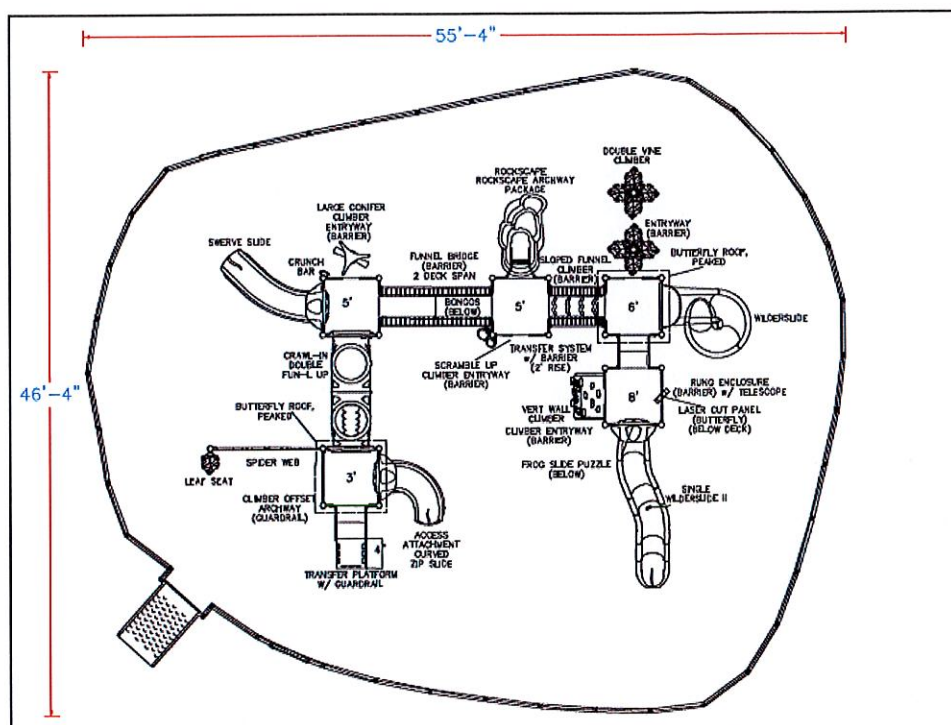 55'-4"
46'-4"
DOUBLE VINE
CLIMBER
ROCKSCAPE
ROCKSCAPE ARCHWAY
PACKAGE
LARGE CONIFER
CLIMBER
ENTRYWAY
(BARRIER)
ENTRYWAY
(BARRIER)
SWERVE SLIDE
CRUNCH
BAR
FUNNEL BRIDGE
(BARRIER)
2 DECK SPAN
SLOPED FUNNEL
CLIMBER
(BARRIER)
BUTTERFLY ROOF,
PEAKED
5'
BONGOS
(BELOW)
5'
6'
WILDERSLIDE
TRANSFER SYSTEM
W/ BARRIER
(2' RISE)
SCRAMBLE UP
CLIMBER ENTRYWAY
(BARRIER)
CRAWL-IN
DOUBLE
FUN-L UP
RUNG ENCLOSURE
(BARRIER) W/ TELESCOPE
8'
LASER CUT PANEL
(BUTTERFLY)
(BELOW DECK)
VERT WALL
CLIMBER
CLIMBER ENTRYWAY
(BARRIER)
BUTTERFLY ROOF,
PEAKED
SPIDER WEB
LEAF SEAT
3'
FROG SLIDE PUZZLE
(BELOW)
SINGLE
WILDERSLIDE II
CLIMBER OFFSET
ARCHWAY
(GUARDRAIL)
ACCESS
ATTACHMENT
CURVED
ZIP SLIDE
TRANSFER PLATFORM
W/ GUARDRAIL